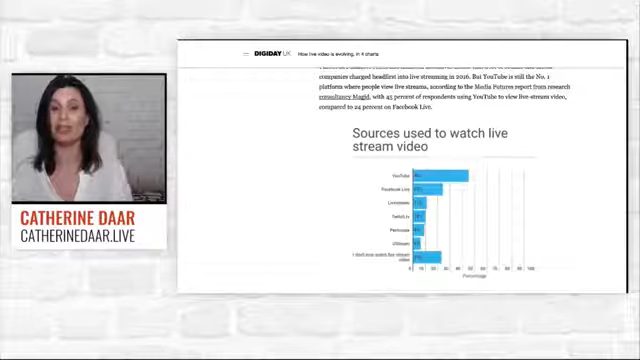 DIGIDAY UK
How live video is evolving, in 4 charts
companies charged headfirst into live streaming in 2016. But YouTube is still the No. 1
platform where people view live streams, according to the Media Futures report from research
consultancy Magid, with 45 percent of respondents using YouTube to view live-stream video,
compared to 24 percent on Facebook Live.
Sources used to watch live
stream video
YouTube
Facebook Live
Livestream
Twitch.tv
Periscope
UStream
I don't ever watch live stream
video
0 10 20 30 40 50 60 70 80 90 100
Percentage
CATHERINE DAAR
CATHERINEDAAR.LIVE